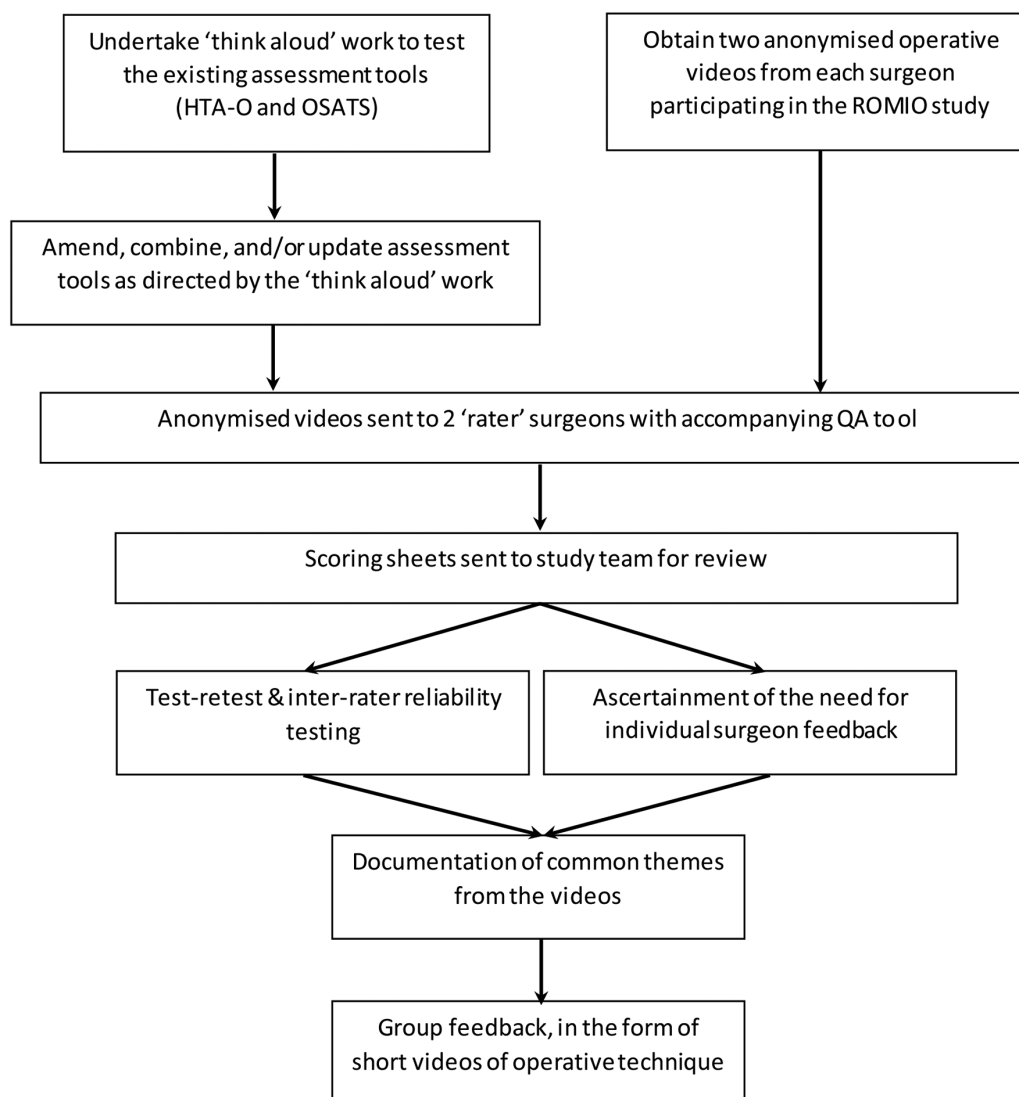 Undertake ‘think aloud’ work to test
the existing assessment tools
(HTA-O and OSATS)
Obtain two anonymised operative
videos from each surgeon
participating in the ROMIO study
Amend, combine, and/or update assessment
tools as directed by the ‘think aloud’ work
Anonymised videos sent to 2 ‘rater’ surgeons with accompanying QA tool
Scoring sheets sent to study team for review
Test-retest & inter-rater reliability
testing
Ascertainment of the need for
individual surgeon feedback
Documentation of common themes
from the videos
Group feedback, in the form of
short videos of operative technique